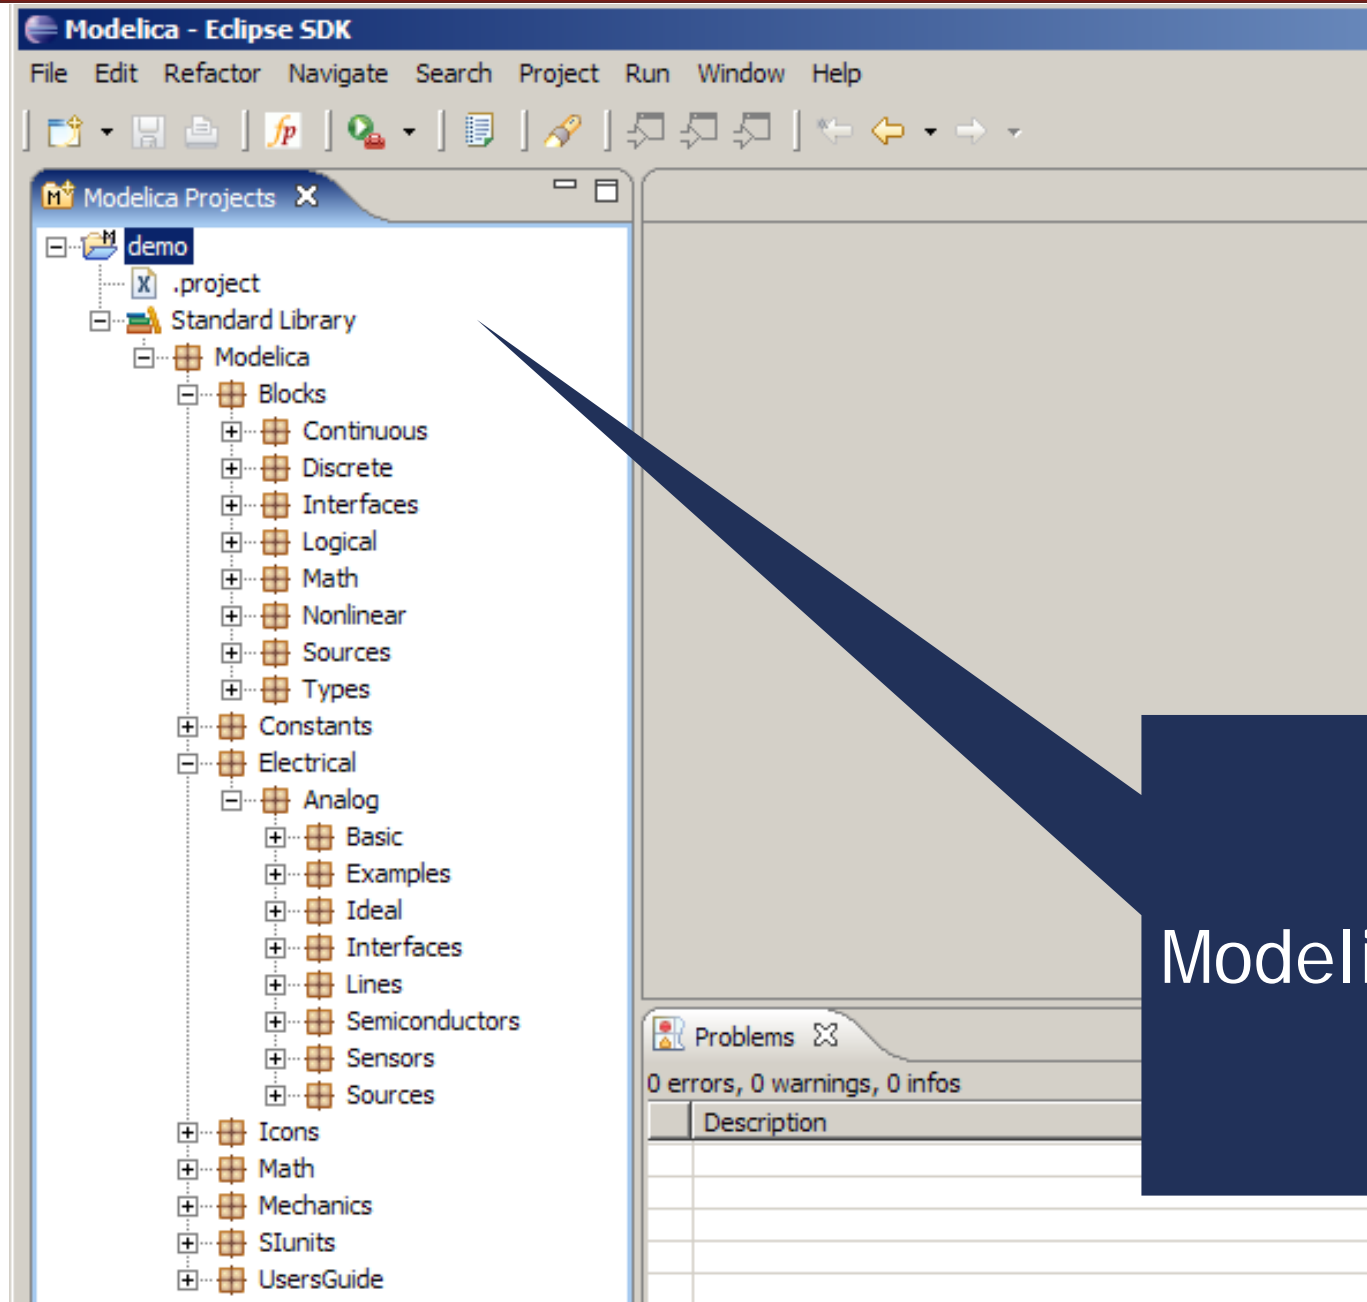 Modelica - Eclipse SDK
File Edit Refactor Navigate Search Project Run Window Help
Modelica Projects
demo
.project
Standard Library
Modelica
Blocks
Continuous
Discrete
Interfaces
Logical
Math
Nonlinear
Sources
Types
Constants
Electrical
Analog
Basic
Examples
Ideal
Interfaces
Lines
Semiconductors
Sensors
Sources
Icons
Math
Mechanics
SIunits
UsersGuide
Modeli
Problems
0 errors, 0 warnings, 0 infos
Description